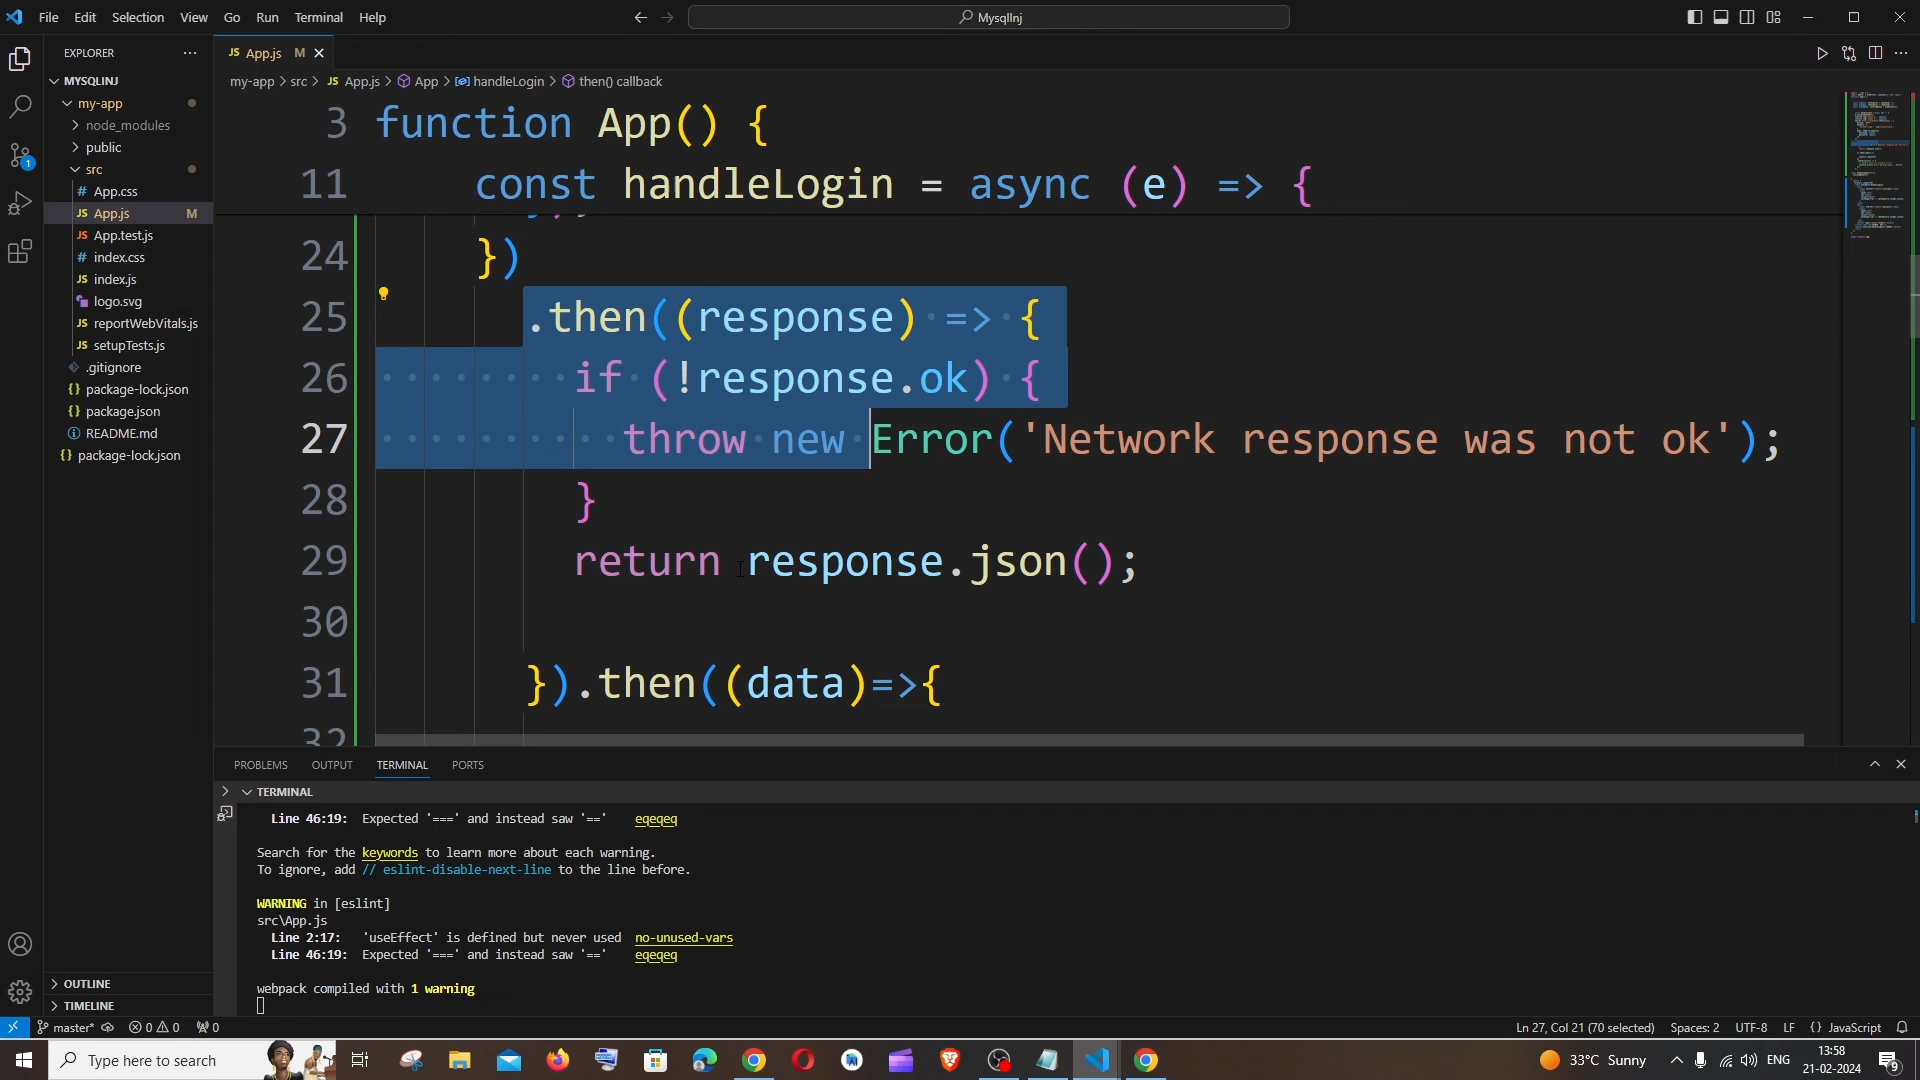 File Edit Selection View Go Run Terminal Help
MysqlInj
EXPLORER
MYSQLINJ
my-app
node_modules
public
src
App.css
App.js M
App.test.js
index.css
index.js
logo.svg
reportWebVitals.js
setupTests.js
.gitignore
package-lock.json
package.json
README.md
package-lock.json
OUTLINE
TIMELINE
JS App.js M
my-app > src > JS App.js > App > handleLogin > then() callback
3 function App() {
11 const handleLogin = async (e) => {
24 })
25 .then((response) => {
26 if (!response.ok) {
27 throw new Error('Network response was not ok');
28 }
29 return response.json();
30
31 }).then((data)=>{
32
PROBLEMS OUTPUT TERMINAL PORTS
TERMINAL
Line 46:19: Expected '===' and instead saw '==' eqeqeq
Search for the keywords to learn more about each warning.
To ignore, add // eslint-disable-next-line to the line before.
WARNING in [eslint]
src\App.js
Line 2:17: 'useEffect' is defined but never used no-unused-vars
Line 46:19: Expected '===' and instead saw '==' eqeqeq
webpack compiled with 1 warning
master* 0 0 0
Ln 27, Col 21 (70 selected) Spaces: 2 UTF-8 LF {} JavaScript
Type here to search
33°C Sunny
ENG
13:58
21-02-2024
9